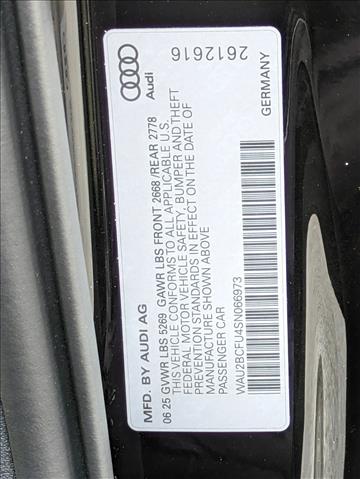 MFD. BY AUDI AG
06 25 GVWR LBS 5269 GAWR LBS FRONT 2668 /REAR 2778
THIS VEHICLE CONFORMS TO ALL APPLICABLE U.S.
FEDERAL MOTOR VEHICLE SAFETY, BUMPER AND THEFT
PREVENTION STANDARDS IN EFFECT ON THE DATE OF
MANUFACTURE SHOWN ABOVE
PASSENGER CAR
WAU2BCFU4SN066973
Audi
2612616
GERMANY